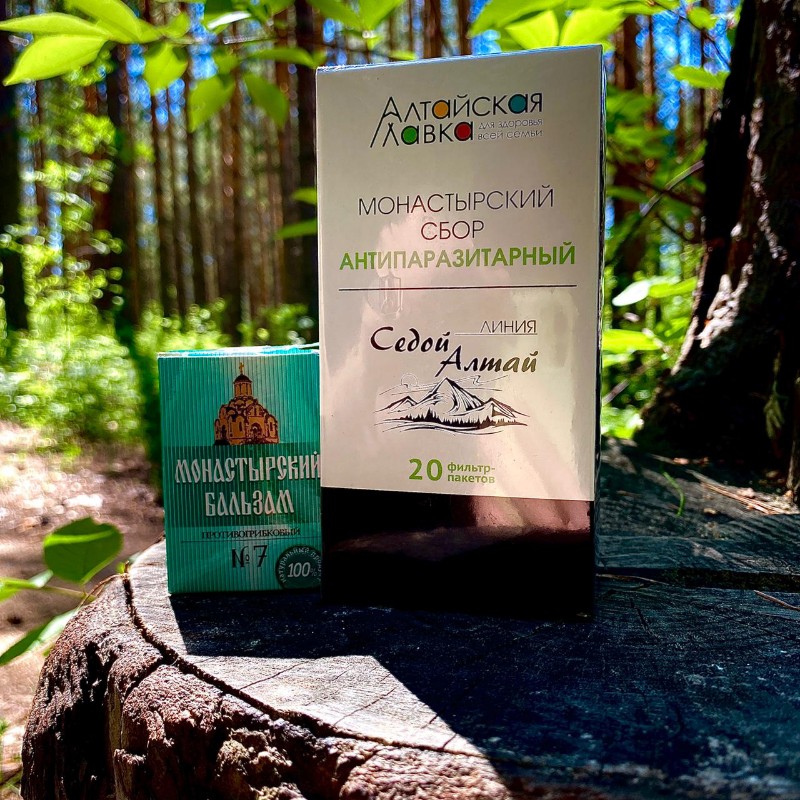 Алтайская
Лавка
для здоровья
всей семьи
МОНАСТЫРСКИЙ
СБОР
АНТИПАРАЗИТАРНЫЙ
ЛИНИЯ
Седой
Алтай
20 фильтр-
пакетов
МОНАСТЫРСКИЙ
БАЛЬЗАМ
ПРОТИВОГРИБКОВЫЙ
№7
100%